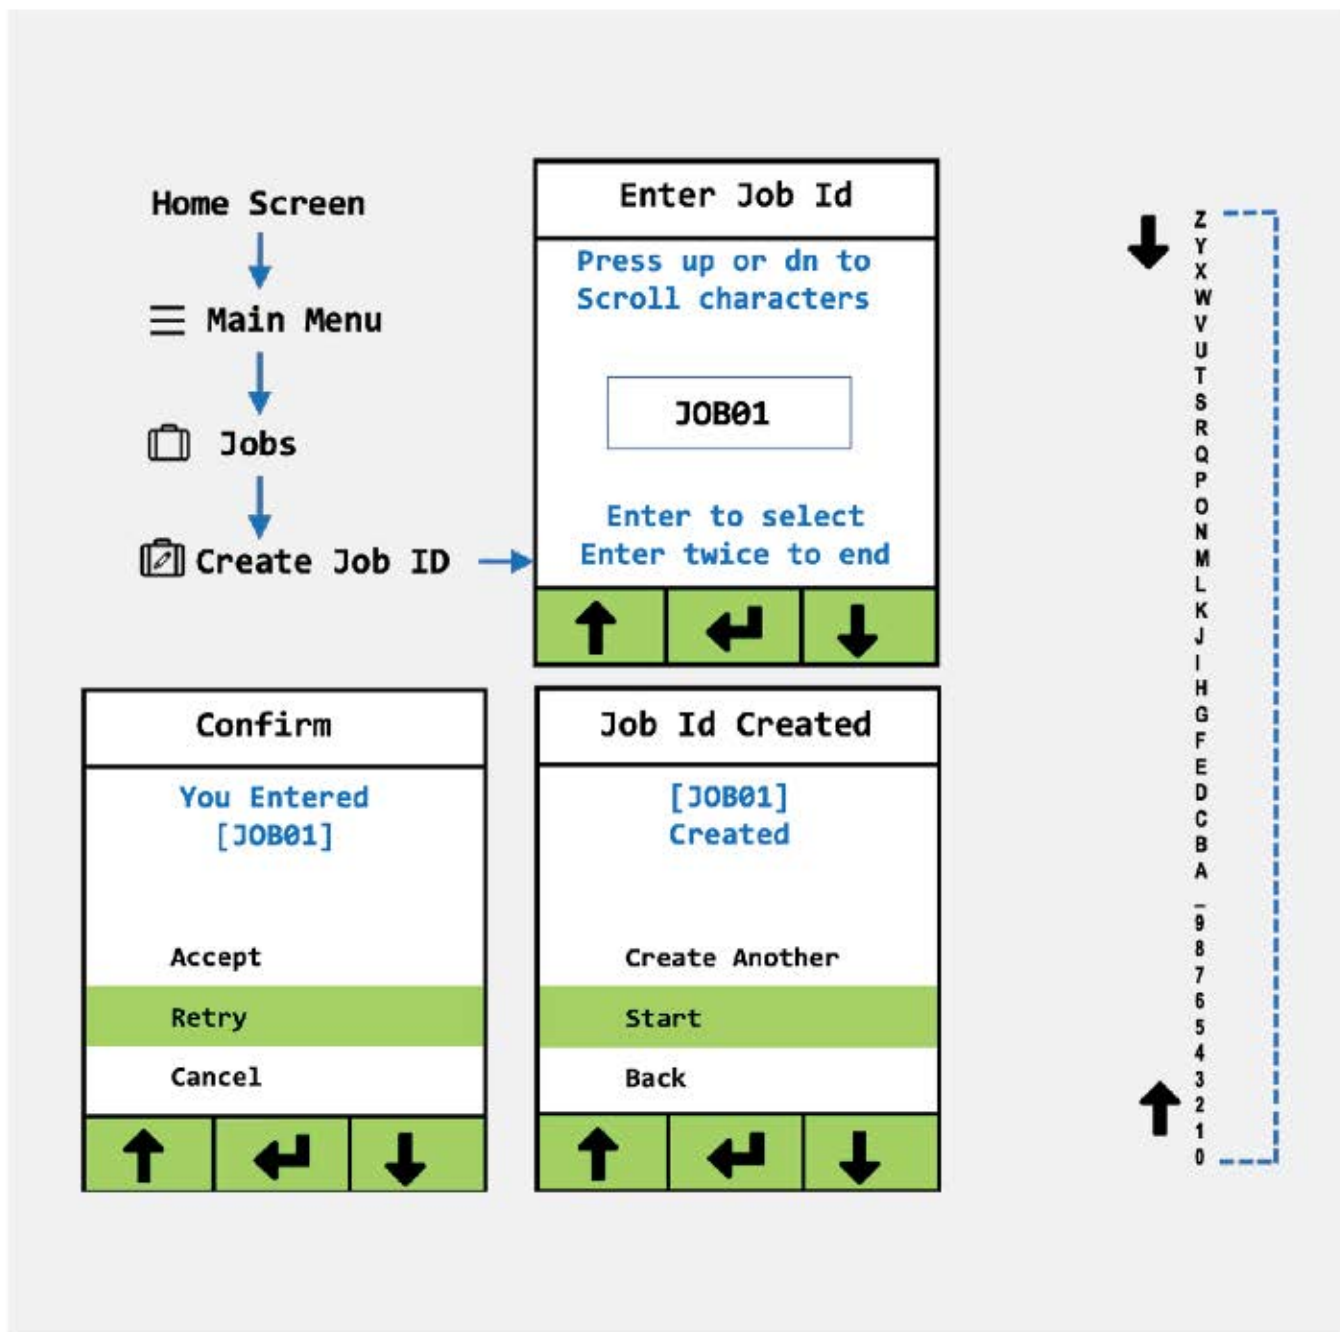 Home Screen
Main Menu
Jobs
Create Job ID
Enter Job Id
Press up or dn to
Scroll characters
JOB01
Enter to select
Enter twice to end
Confirm
You Entered
[JOB01]
Accept
Retry
Cancel
Job Id Created
[JOB01]
Created
Create Another
Start
Back
Z
Y
X
W
V
U
T
S
R
Q
P
O
N
M
L
K
J
I
H
G
F
E
D
C
B
A
_
9
8
7
6
5
4
3
2
1
0